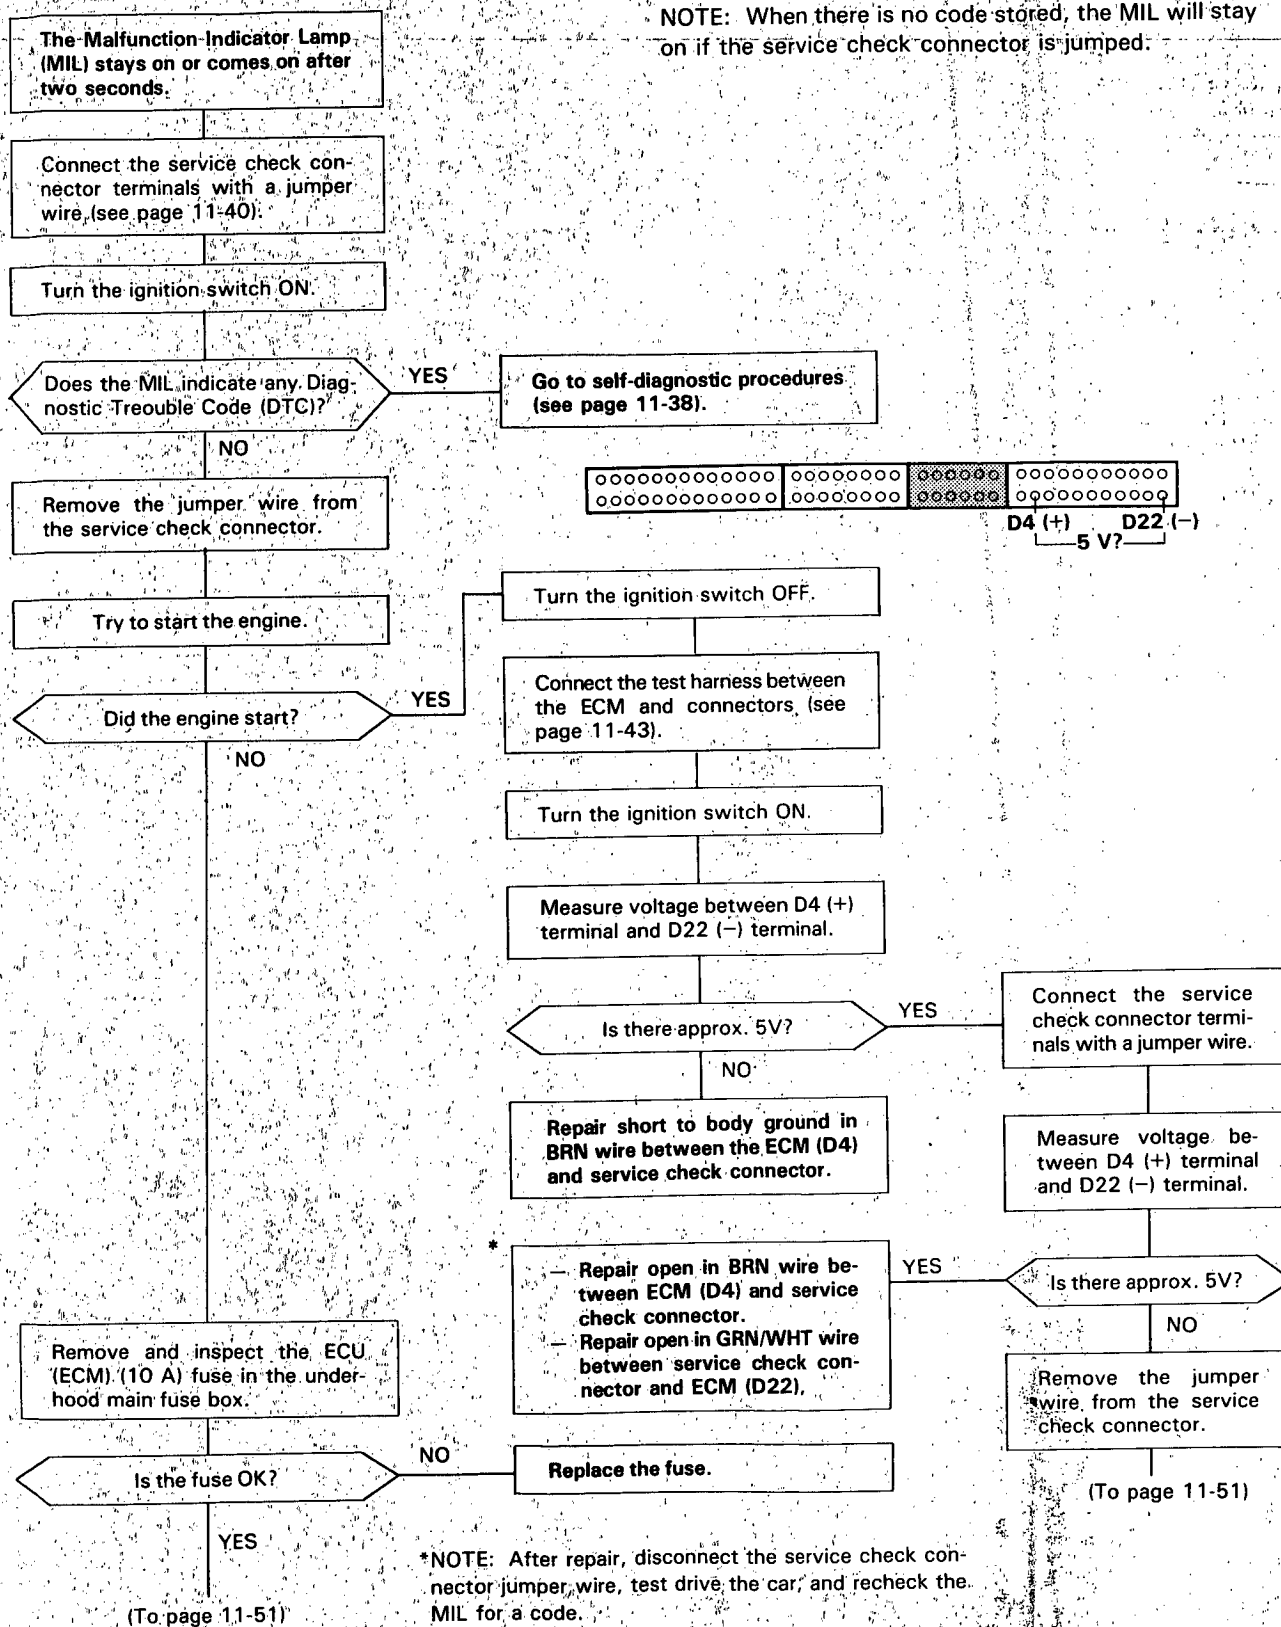 NOTE: When there is no code stored, the MIL will stay
on if the service check connector is jumped.
The Malfunction Indicator Lamp
(MIL) stays on or comes on after
two seconds.
Connect the service check con-
nector terminals with a jumper
wire (see page 11-40).
Turn the ignition switch ON.
Does the MIL indicate any Diag-
nostic Treouble Code (DTC)?
YES
Go to self-diagnostic procedures
(see page 11-38).
NO
Remove the jumper wire from
the service check connector.
D4 (+) D22 (−)
5 V?
Try to start the engine.
Did the engine start?
YES
Turn the ignition switch OFF.
Connect the test harness between
the ECM and connectors (see
page 11-43).
Turn the ignition switch ON.
Measure voltage between D4 (+)
terminal and D22 (−) terminal.
Is there approx. 5V?
YES
Connect the service
check connector termi-
nals with a jumper wire.
NO
Repair short to body ground in
BRN wire between the ECM (D4)
and service check connector.
Measure voltage be-
tween D4 (+) terminal
and D22 (−) terminal.
Is there approx. 5V?
YES
*
— Repair open in BRN wire be-
tween ECM (D4) and service
check connector.
— Repair open in GRN/WHT wire
between service check con-
nector and ECM (D22).
NO
Remove the jumper
wire from the service
check connector.
(To page 11-51)
NO
Remove and inspect the ECU
(ECM) (10 A) fuse in the under-
hood main fuse box.
Is the fuse OK?
NO
Replace the fuse.
YES
(To page 11-51)
*NOTE: After repair, disconnect the service check con-
nector jumper wire, test drive the car, and recheck the
MIL for a code.